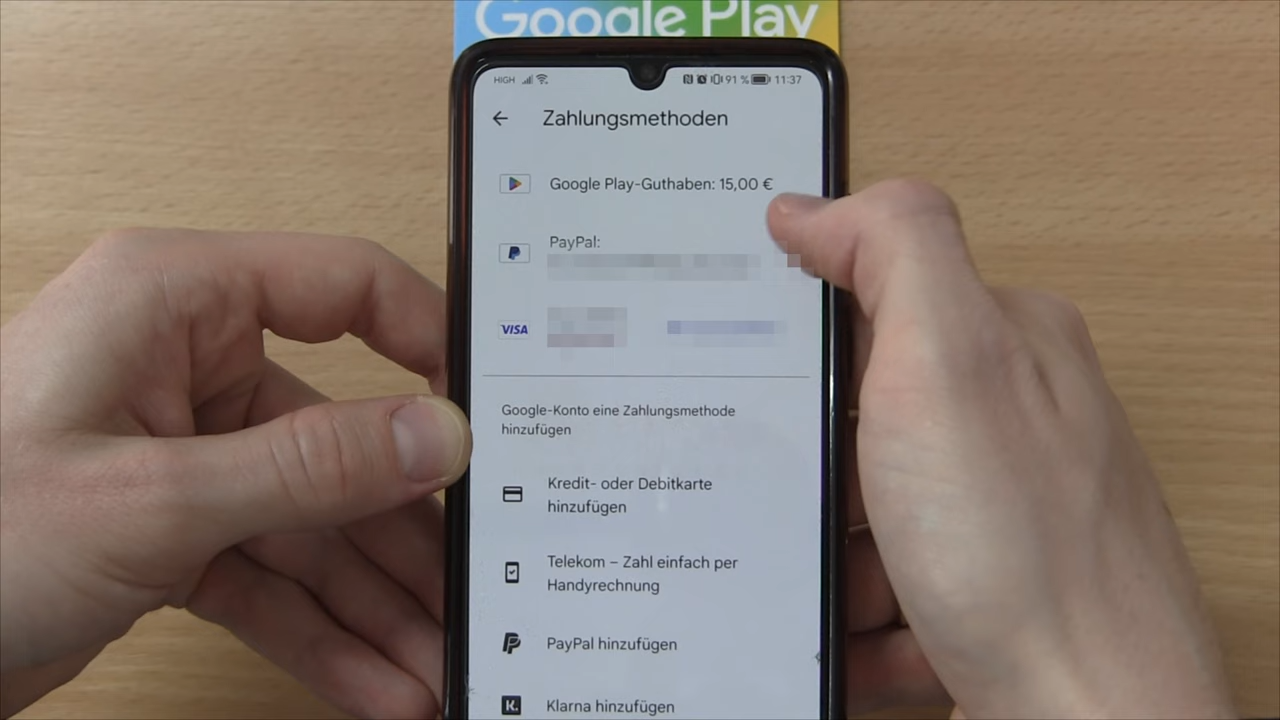 Google Play
HIGH 91 % 11:37
Zahlungsmethoden
Google Play-Guthaben: 15,00 €
PayPal:
VISA
Google-Konto eine Zahlungsmethode
hinzufügen
Kredit- oder Debitkarte
hinzufügen
Telekom – Zahl einfach per
Handyrechnung
PayPal hinzufügen
K. Klarna hinzufügen